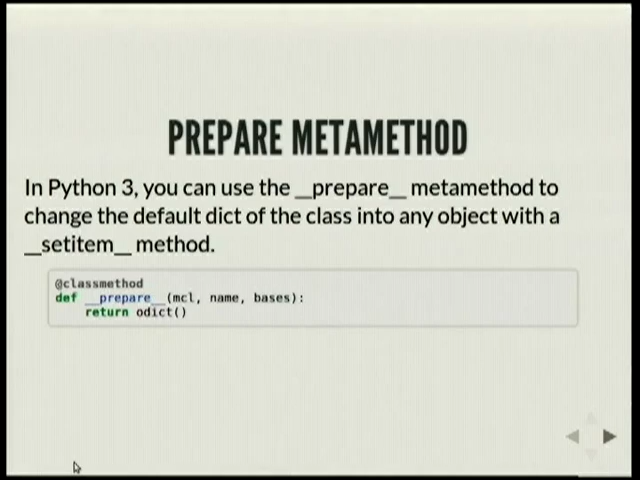 PREPARE METAMETHOD
In Python 3, you can use the __prepare__ metamethod to
change the default dict of the class into any object with a
__setitem__ method.
@classmethod
def __prepare__(mcl, name, bases):
    return odict()